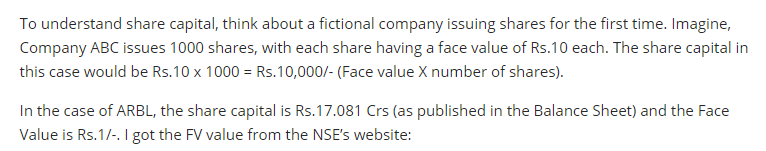 To understand share capital, think about a fictional company issuing shares for the first time. Imagine,
Company ABC issues 1000 shares, with each share having a face value of Rs.10 each. The share capital in
this case would be Rs.10 x 1000 = Rs.10,000/- (Face value X number of shares).
In the case of ARBL, the share capital is Rs.17.081 Crs (as published in the Balance Sheet) and the Face
Value is Rs.1/-. I got the FV value from the NSE’s website: